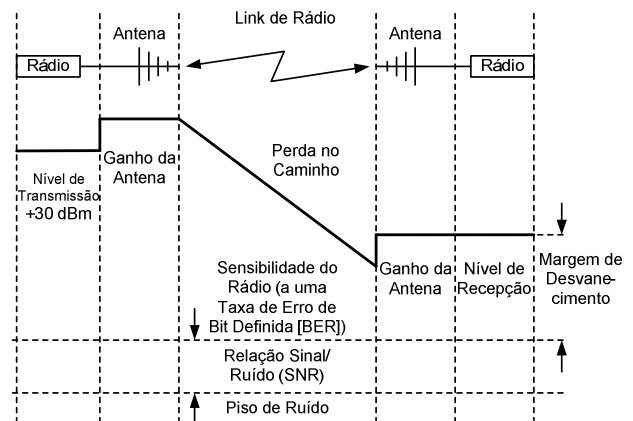 Link de Rádio
Antena
Antena
Rádio
Rádio
Ganho da
Antena
Nível de
Transmissão
+30 dBm
Perda no
Caminho
Sensibilidade do
Rádio (a uma
Taxa de Erro de
Bit Definida [BER])
Ganho da
Antena
Nível de
Recepção
Margem de
Desvane-
cimento
Relação Sinal/
Ruído (SNR)
Piso de Ruído